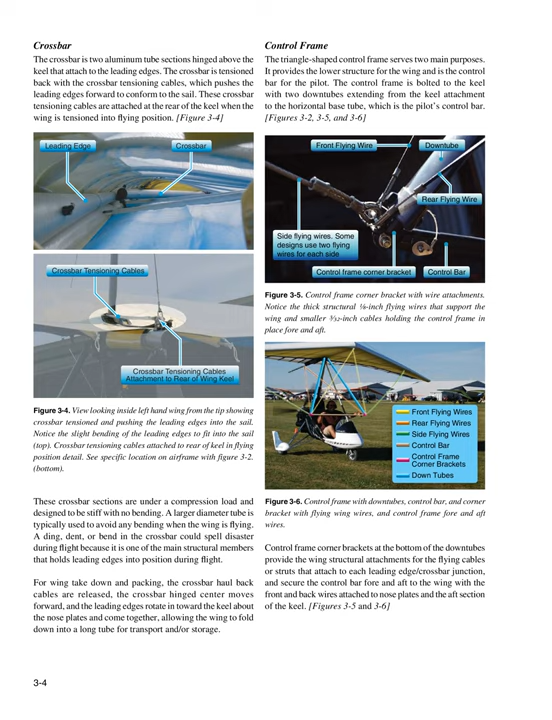 Crossbar
The crossbar is two aluminum tube sections hinged above the
keel that attach to the leading edges. The crossbar is tensioned
back with the crossbar tensioning cables, which pushes the
leading edges forward to conform to the sail. These crossbar
tensioning cables are attached at the rear of the keel when the
wing is tensioned into flying position. [Figure 3-4]
Leading Edge
Crossbar
Crossbar Tensioning Cables
Crossbar Tensioning Cables
Attachment to Rear of Wing Keel
Figure 3-4. View looking inside left hand wing from the tip showing
crossbar tensioned and pushing the leading edges into the sail.
Notice the slight bending of the leading edges to fit into the sail
(top). Crossbar tensioning cables attached to rear of keel in flying
position detail. See specific location on airframe with figure 3-2.
(bottom).
These crossbar sections are under a compression load and
designed to be stiff with no bending. A larger diameter tube is
typically used to avoid any bending when the wing is flying.
A ding, dent, or bend in the crossbar could spell disaster
during flight because it is one of the main structural members
that holds leading edges into position during flight.
For wing take down and packing, the crossbar haul back
cables are released, the crossbar hinged center moves
forward, and the leading edges rotate in toward the keel about
the nose plates and come together, allowing the wing to fold
down into a long tube for transport and/or storage.
Control Frame
The triangle-shaped control frame serves two main purposes.
It provides the lower structure for the wing and is the control
bar for the pilot. The control frame is bolted to the keel
with two downtubes extending from the keel attachment
to the horizontal base tube, which is the pilot's control bar.
[Figures 3-2, 3-5, and 3-6]
Front Flying Wire
Downtube
Rear Flying Wire
Side flying wires. Some
designs use two flying
wires for each side
Control frame corner bracket
Control Bar
Figure 3-5. Control frame corner bracket with wire attachments.
Notice the thick structural ⅛-inch flying wires that support the
wing and smaller 3⁄32-inch cables holding the control frame in
place fore and aft.
Front Flying Wires
Rear Flying Wires
Side Flying Wires
Control Bar
Control Frame
Corner Brackets
Down Tubes
Figure 3-6. Control frame with downtubes, control bar, and corner
bracket with flying wing wires, and control frame fore and aft
wires.
Control frame corner brackets at the bottom of the downtubes
provide the wing structural attachments for the flying cables
or struts that attach to each leading edge/crossbar junction,
and secure the control bar fore and aft to the wing with the
front and back wires attached to nose plates and the aft section
of the keel. [Figures 3-5 and 3-6]
3-4